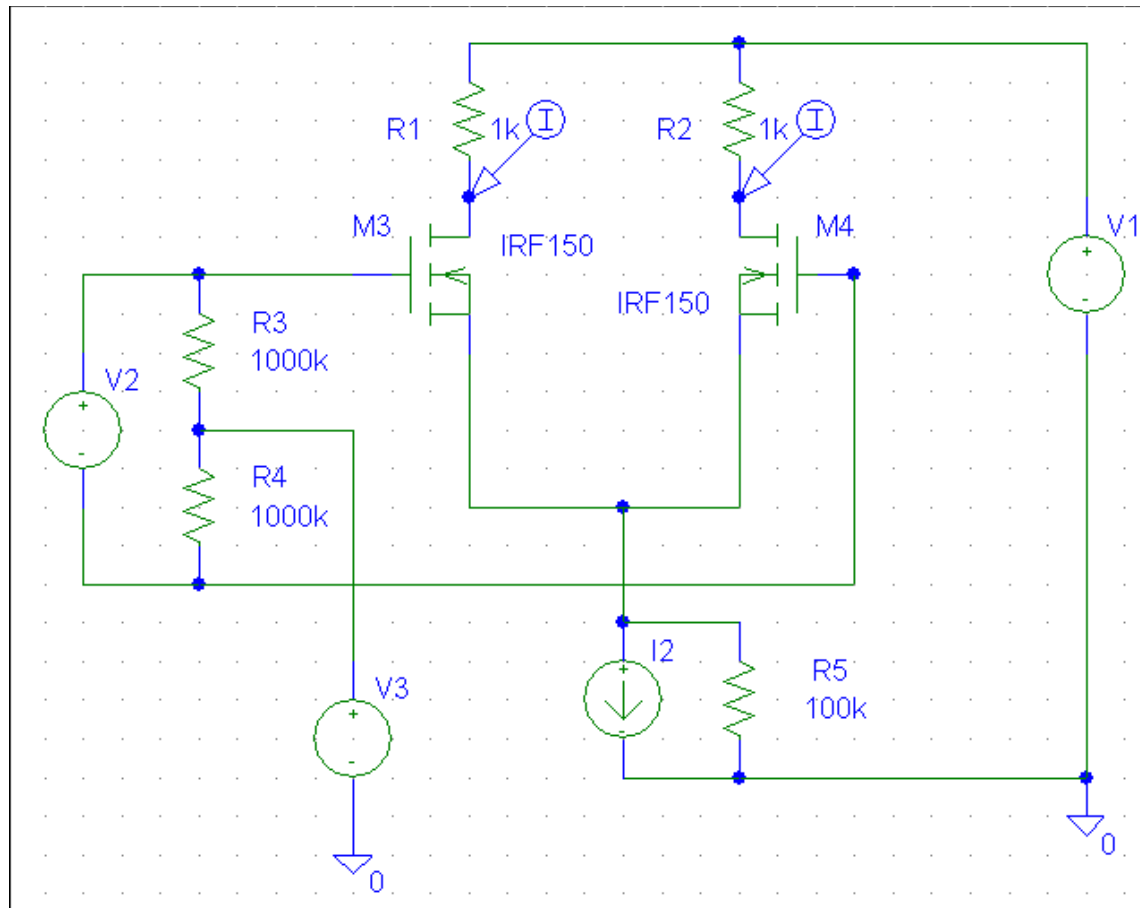 R1
1k
I
R2
1k
I
M3
IRF150
M4
IRF150
V1
+
-
R3
1000k
V2
+
-
R4
1000k
V3
+
-
I2
+
-
R5
100k
0
0